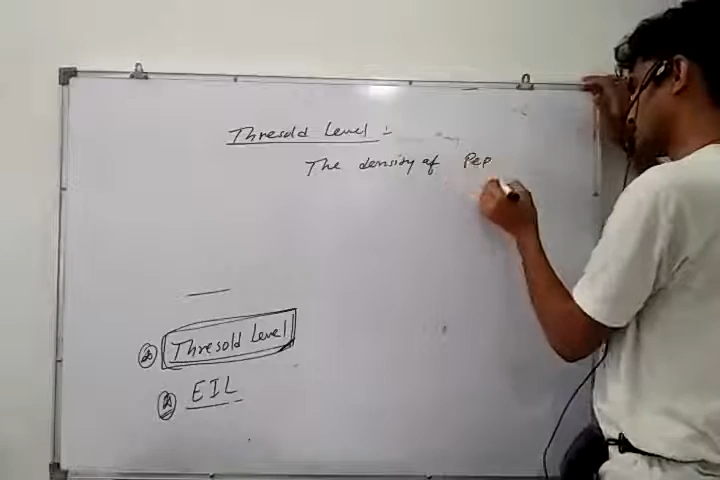 Thresold Level :-
The density of Pep
Thresold Level
EIL